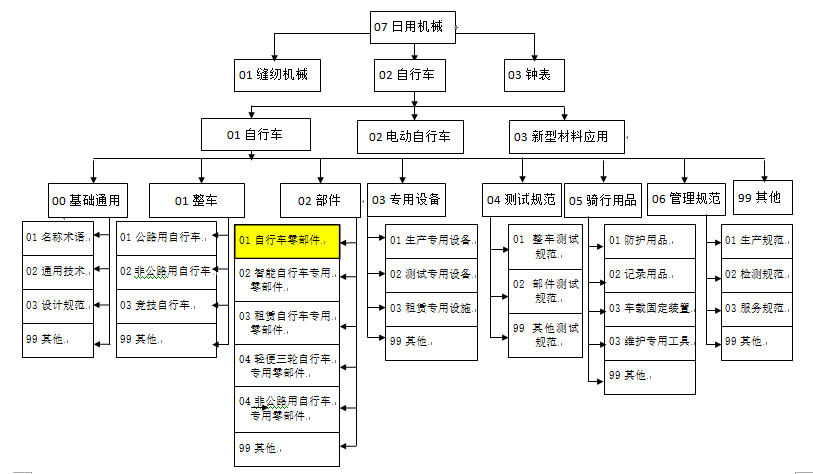 07 日用机械
01 缝纫机械
02 自行车
03 钟表
01 自行车
02 电动自行车
03 新型材料应用
00 基础通用
01 整车
02 部件
03 专用设备
04 测试规范
05 骑行用品
06 管理规范
99 其他
01 名称术语
02 通用技术
03 设计规范
99 其他
01 公路用自行车
02 非公路用自行车
03 竞技自行车
99 其他
01 自行车零部件
02 智能自行车专用
零部件
03 租赁自行车专用
零部件
04 轻便三轮自行车
专用零部件
04 非公路用自行车
专用零部件
99 其他
01 生产专用设备
02 测试专用设备
03 租赁专用设施
99 其他
01 整车测试
规范
02 部件测试
规范
99 其他测试
规范
01 防护用品
02 记录用品
03 车载固定装置
03 维护专用工具
99 其他
01 生产规范
02 检测规范
03 服务规范
99 其他